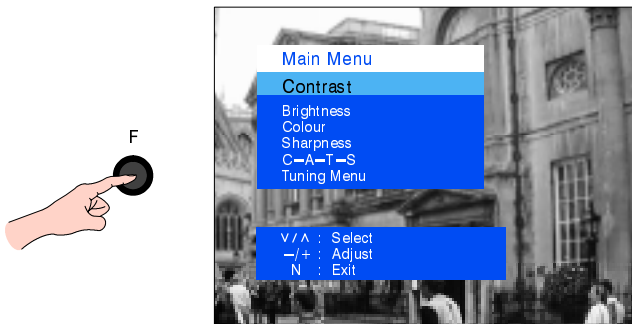 F
Main Menu
Contrast
Brightness
Colour
Sharpness
C–A–T–S
Tuning Menu
∨/∧ : Select
–/+ : Adjust
N : Exit